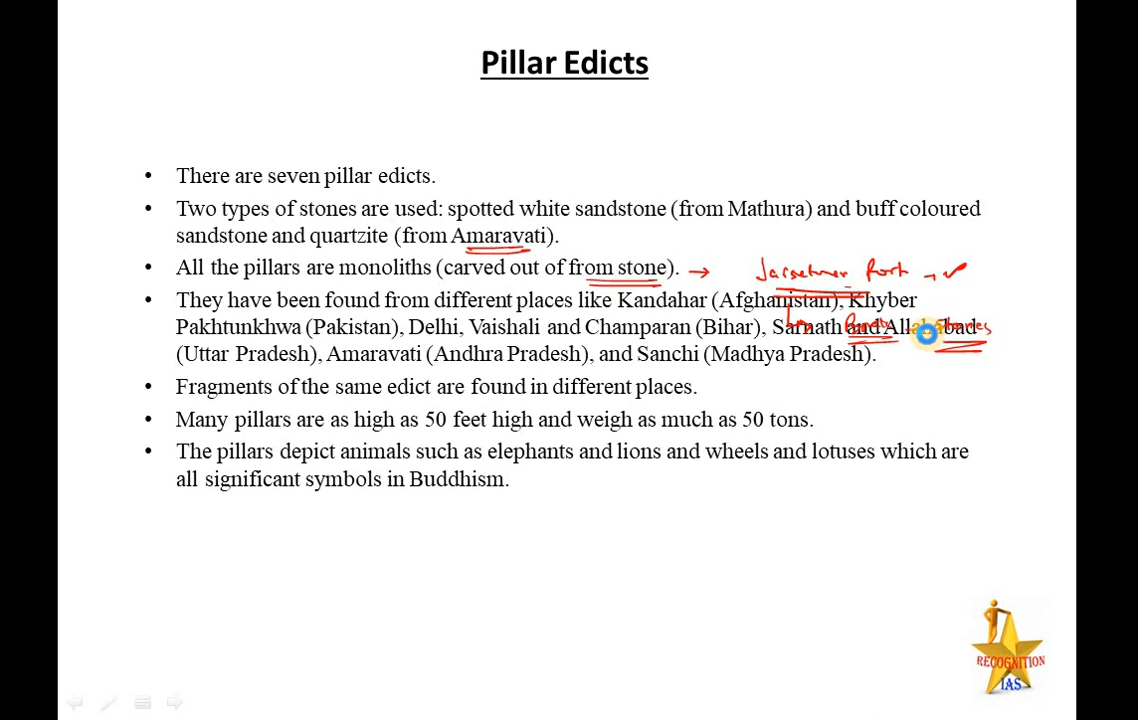 Pillar Edicts
• There are seven pillar edicts.
• Two types of stones are used: spotted white sandstone (from Mathura) and buff coloured
sandstone and quartzite (from Amaravati).
• All the pillars are monoliths (carved out of from stone). → Fort
• They have been found from different places like Kandahar (Afghanistan), Khyber
Pakhtunkhwa (Pakistan), Delhi, Vaishali and Champaran (Bihar), Sarnath and Allahabad
stones
(Uttar Pradesh), Amaravati (Andhra Pradesh), and Sanchi (Madhya Pradesh).
• Fragments of the same edict are found in different places.
• Many pillars are as high as 50 feet high and weigh as much as 50 tons.
• The pillars depict animals such as elephants and lions and wheels and lotuses which are
all significant symbols in Buddhism.
RECOGNITION
IAS